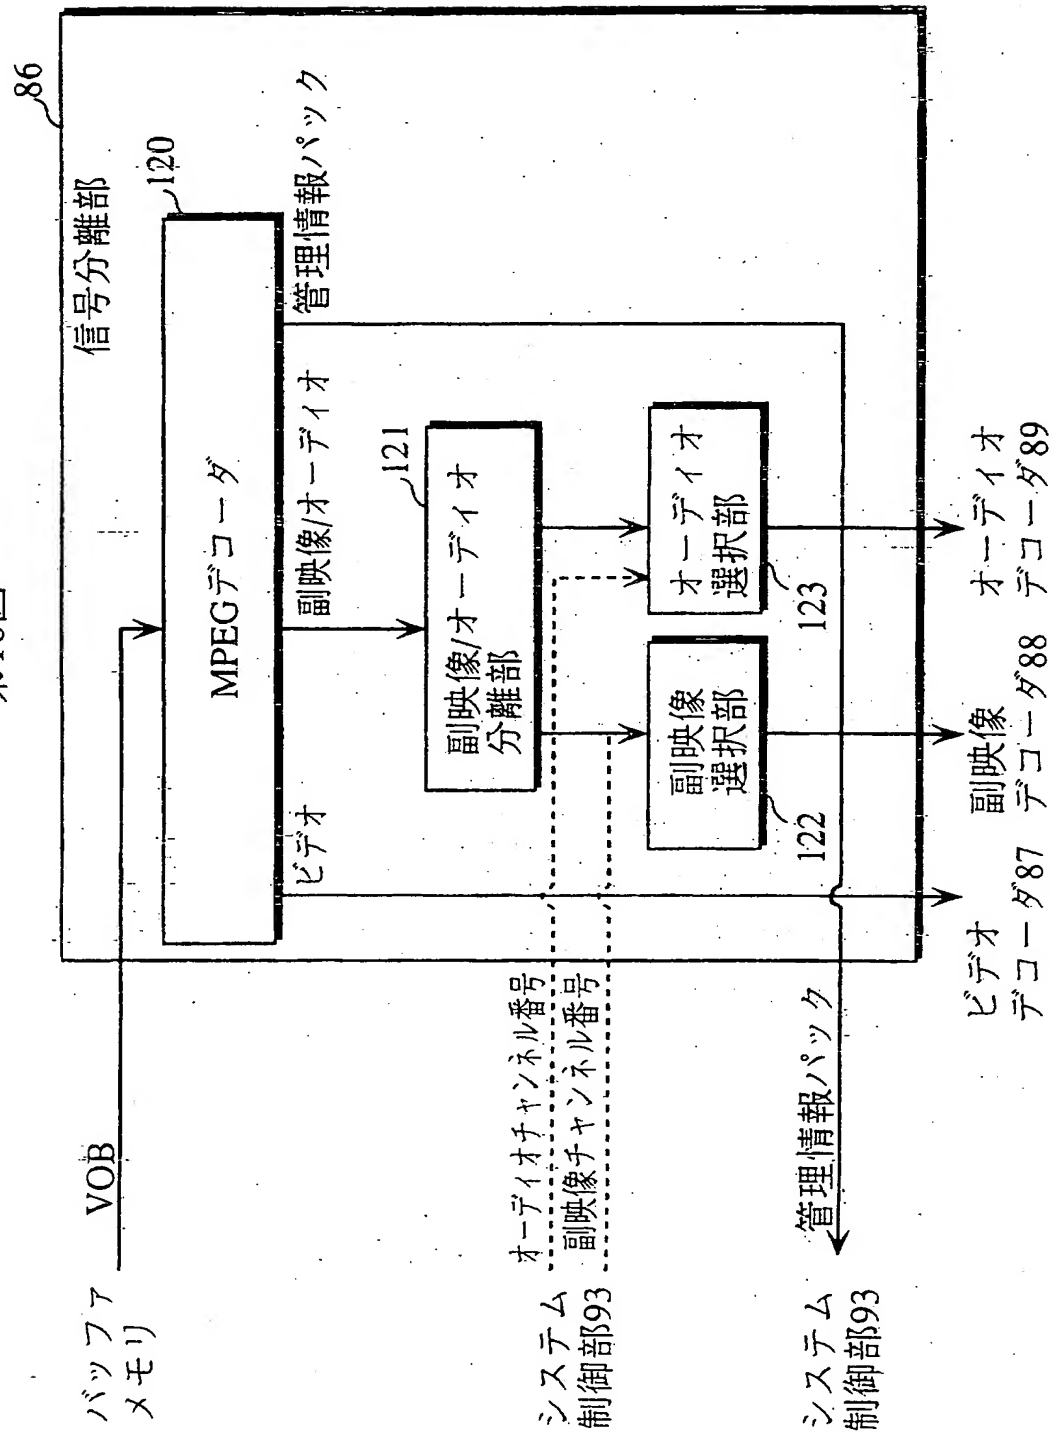 86
信号分離部
120
MPEGデコーダ
管理情報パック
副映像/オーディオ
ビデオ
121
副映像/オーディオ
分離部
オーディオ
選択部
123
副映像
選択部
122
バッファ
メモリ
VOB
オーディオチャンネル番号
副映像チャンネル番号
システム
制御部93
管理情報パック
システム
制御部93
ビデオ
デコーダ87
副映像
デコーダ88
オーディオ
デコーダ89